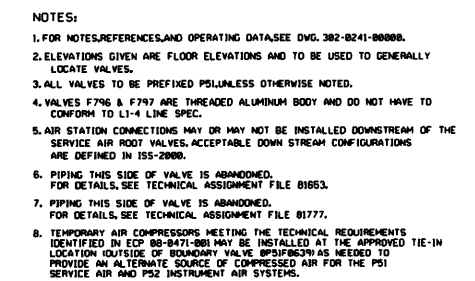 NOTES:
1. FOR NOTES,REFERENCES,AND OPERATING DATA,SEE DWG. 302-0241-00000.
2. ELEVATIONS GIVEN ARE FLOOR ELEVATIONS AND TO BE USED TO GENERALLY
LOCATE VALVES.
3. ALL VALVES TO BE PREFIXED P51,UNLESS OTHERWISE NOTED.
4. VALVES F796 & F797 ARE THREADED ALUMINUM BODY AND DO NOT HAVE TO
CONFORM TO L1-4 LINE SPEC.
5. AIR STATION CONNECTIONS MAY OR MAY NOT BE INSTALLED DOWNSTREAM OF THE
SERVICE AIR ROOT VALVES. ACCEPTABLE DOWN STREAM CONFIGURATIONS
ARE DEFINED IN ISS-2000.
6. PIPING THIS SIDE OF VALVE IS ABANDONED.
FOR DETAILS, SEE TECHNICAL ASSIGNMENT FILE 81653.
7. PIPING THIS SIDE OF VALVE IS ABANDONED.
FOR DETAILS, SEE TECHNICAL ASSIGNMENT FILE 81777.
8. TEMPORARY AIR COMPRESSORS MEETING THE TECHNICAL REQUIREMENTS
IDENTIFIED IN ECP 08-0471-001 MAY BE INSTALLED AT THE APPROVED TIE-IN
LOCATION (OUTSIDE OF BOUNDARY VALVE 0P51F0639) AS NEEDED TO
PROVIDE AN ALTERNATE SOURCE OF COMPRESSED AIR FOR THE P51
SERVICE AIR AND P52 INSTRUMENT AIR SYSTEMS.